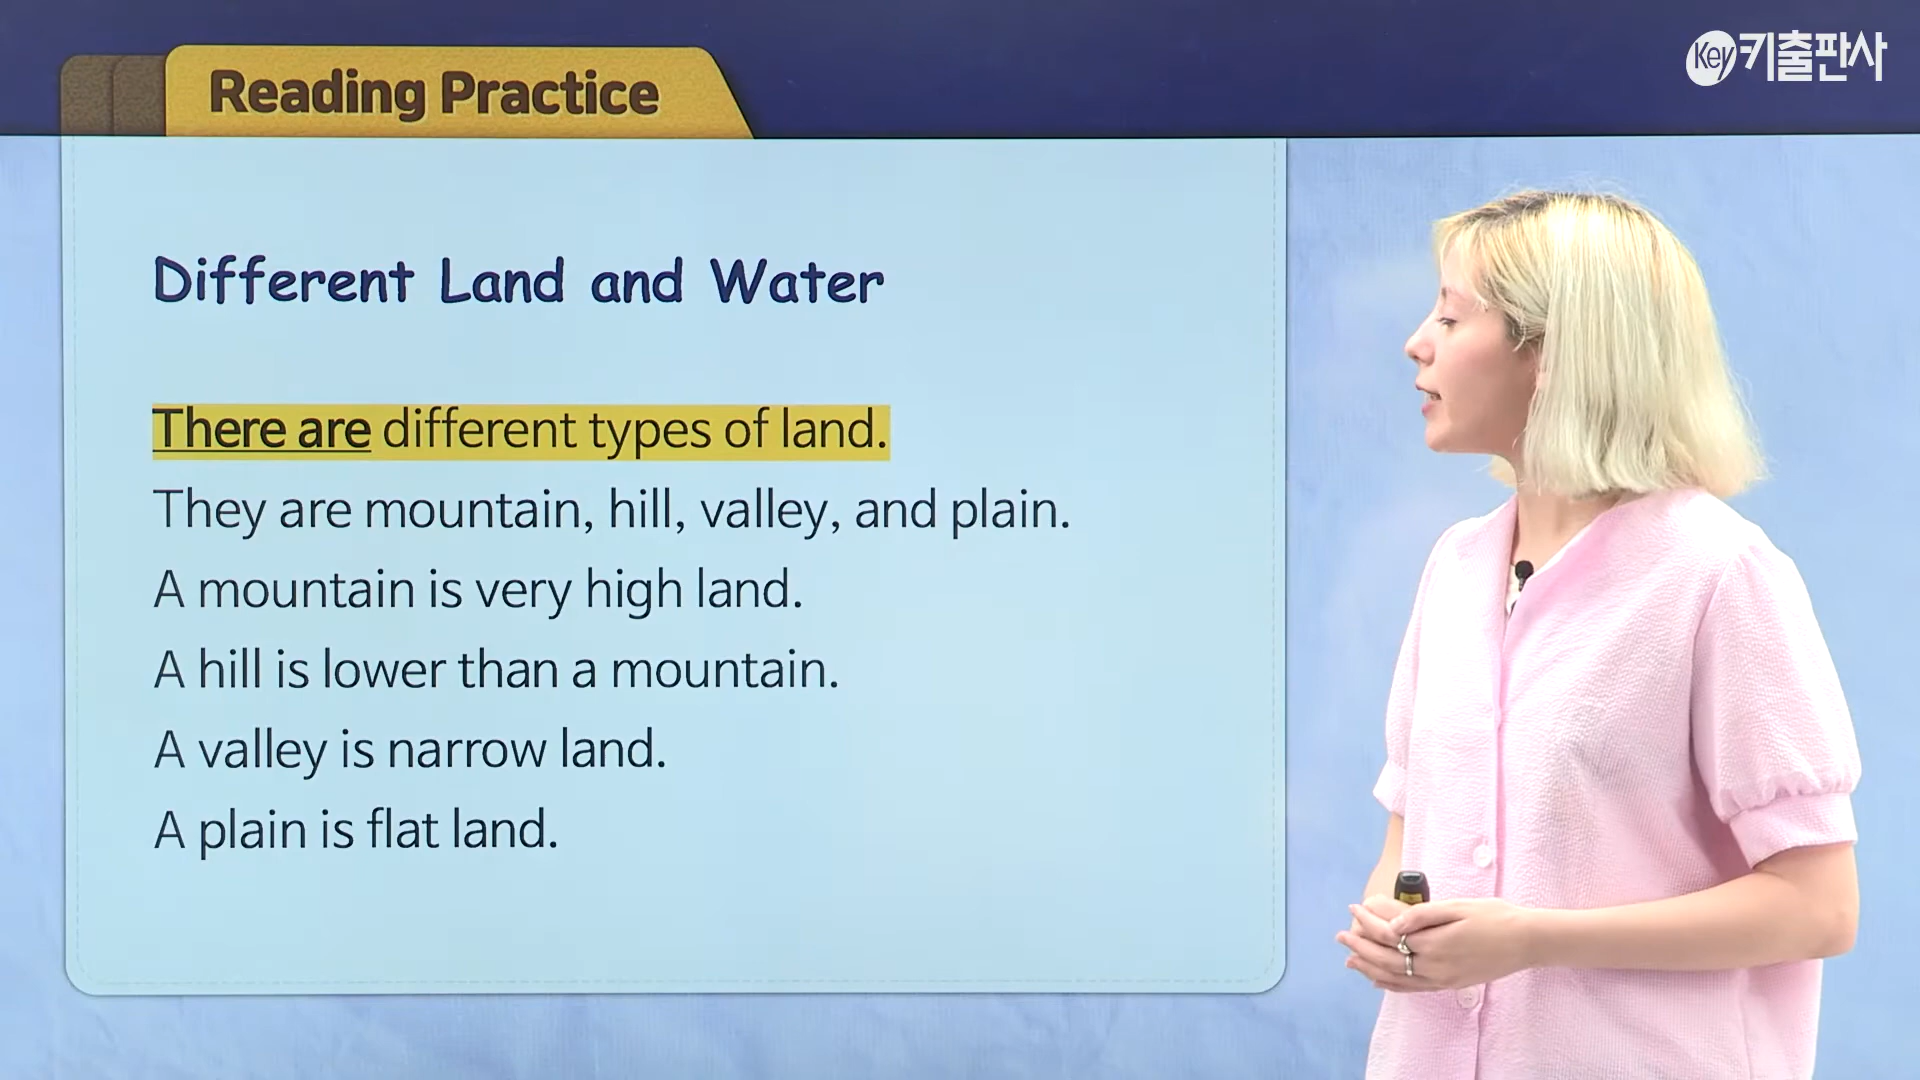 Key 키출판사
Reading Practice
Different Land and Water
There are different types of land.
They are mountain, hill, valley, and plain.
A mountain is very high land.
A hill is lower than a mountain.
A valley is narrow land.
A plain is flat land.